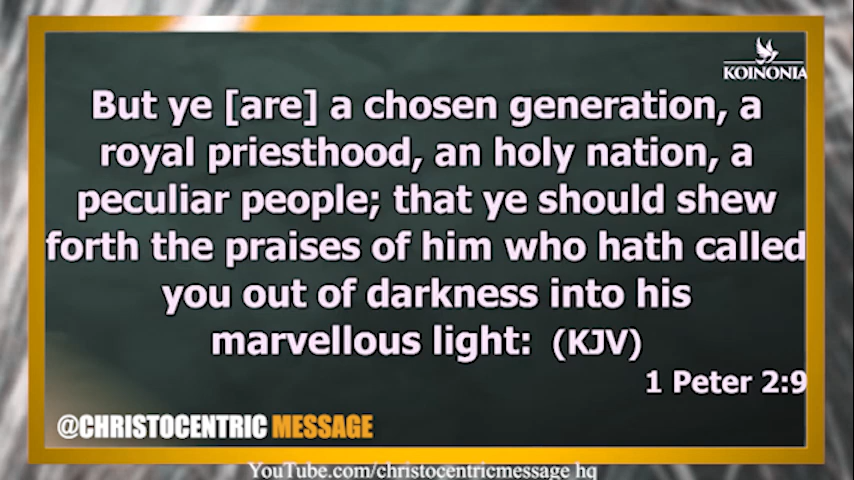 KOINONIA
But ye [are] a chosen generation, a
royal priesthood, an holy nation, a
peculiar people; that ye should shew
forth the praises of him who hath called
you out of darkness into his
marvellous light: (KJV)
1 Peter 2:9
@CHRISTOCENTRIC MESSAGE
YouTube.com/christocentricmessage hq